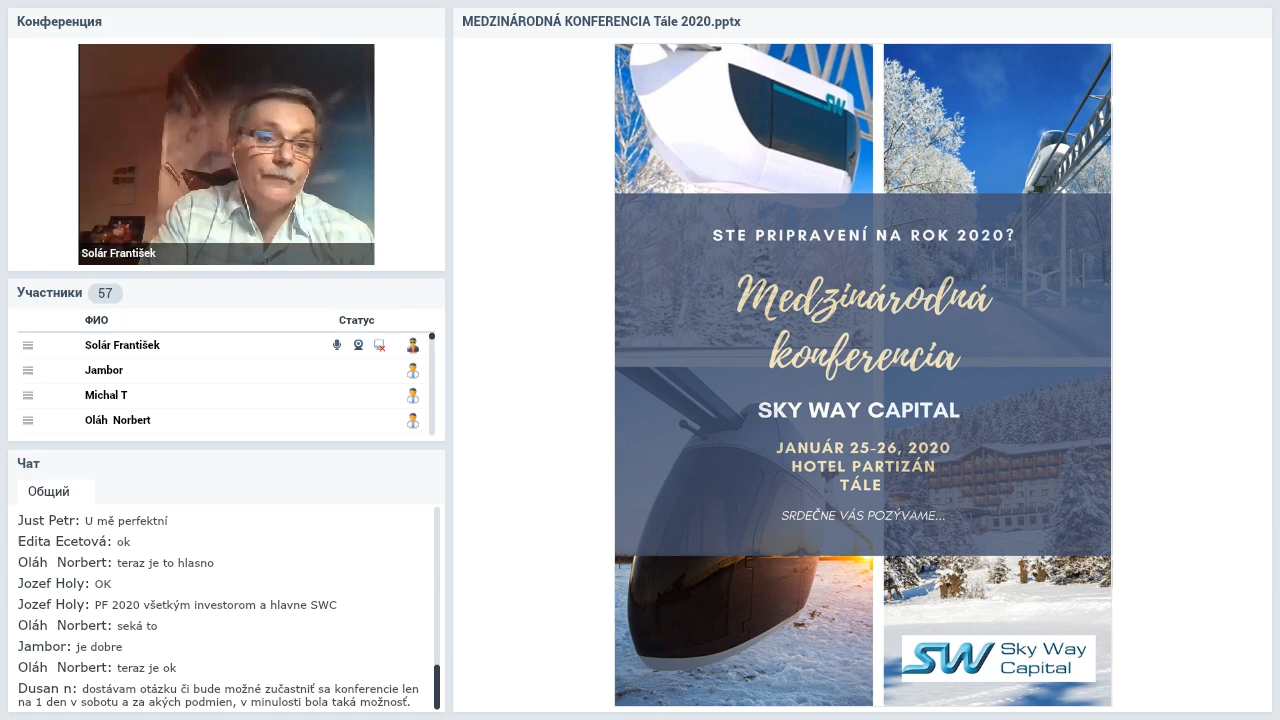 Конференция
Solár František
Участники 57
ФИО Статус
Solár František
Jambor
Michal T
Oláh Norbert
Чат
Общий
Just Petr: U mě perfektní
Edita Ecetová: ok
Oláh Norbert: teraz je to hlasno
Jozef Holy: OK
Jozef Holy: PF 2020 všetkým investorom a hlavne SWC
Oláh Norbert: seká to
Jambor: je dobre
Oláh Norbert: teraz je ok
Dusan n: dostávam otázku či bude možné zučastniť sa konferencie len
na 1 den v sobotu a za akých podmien, v minulosti bola taká možnosť.
MEDZINÁRODNÁ KONFERENCIA Tále 2020.pptx
SW
STE PRIPRAVENÍ NA ROK 2020?
Medzinárodná
konferencia
SKY WAY CAPITAL
JANUÁR 25-26, 2020
HOTEL PARTIZÁN
TÁLE
SRDEČNE VÁS POZÝVAME...
SW Sky Way
Capital